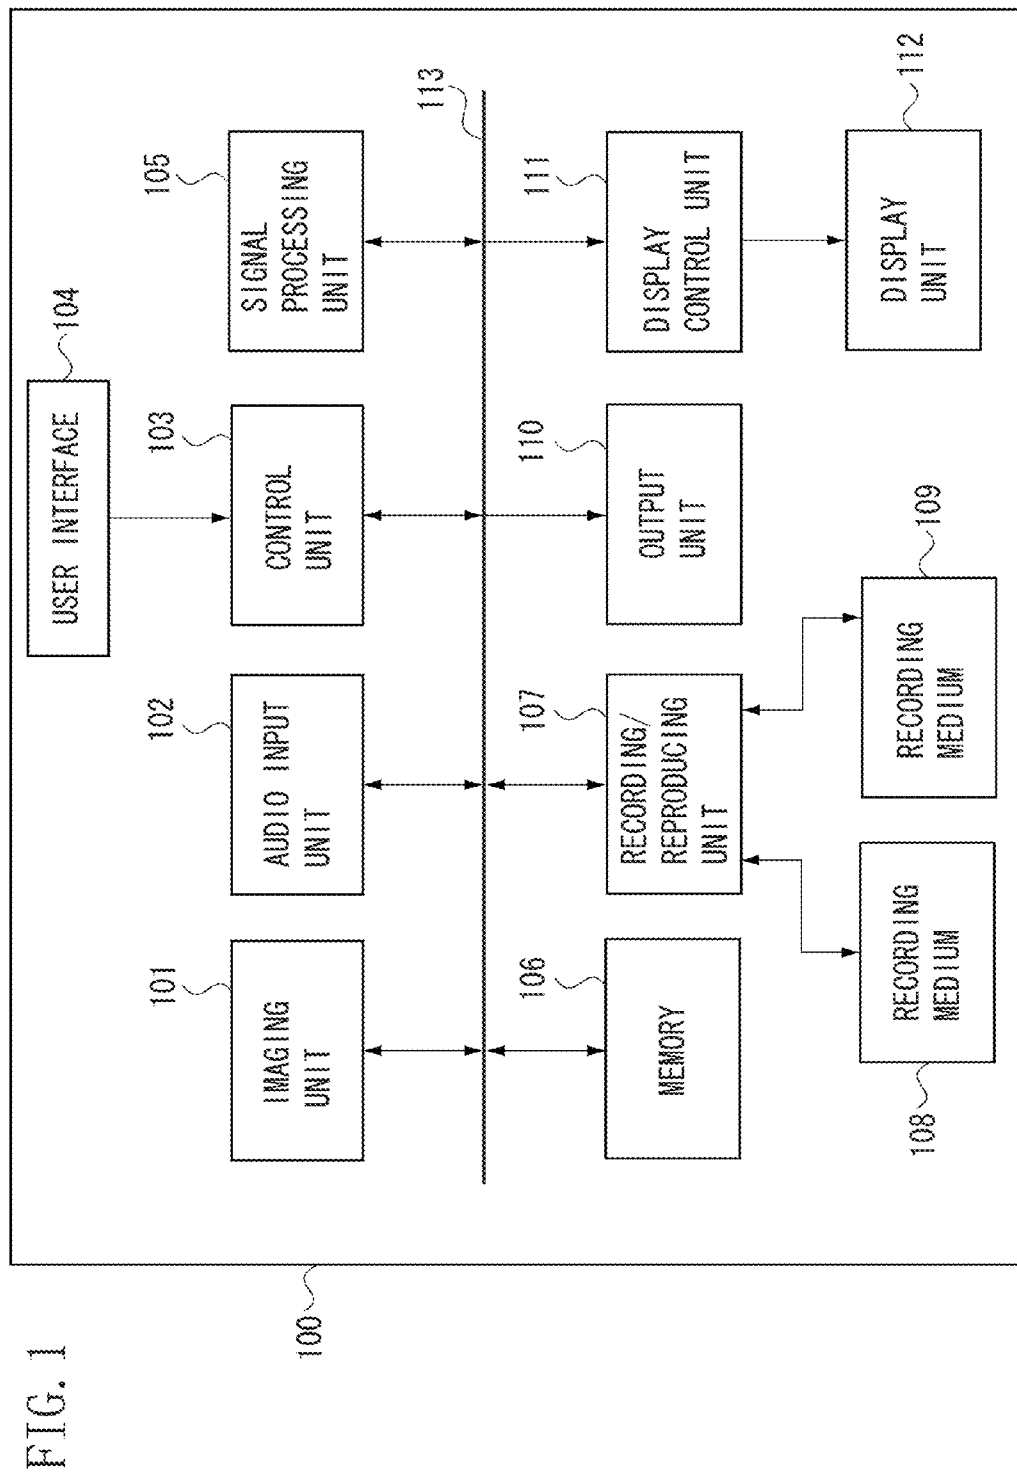 FIG. 1
100
USER INTERFACE
104
101
IMAGING
UNIT
102
AUDIO INPUT
UNIT
103
CONTROL
UNIT
105
SIGNAL
PROCESSING
UNIT
113
106
MEMORY
107
RECORDING/
REPRODUCING
UNIT
110
OUTPUT
UNIT
111
DISPLAY
CONTROL UNIT
108
RECORDING
MEDIUM
109
RECORDING
MEDIUM
112
DISPLAY
UNIT